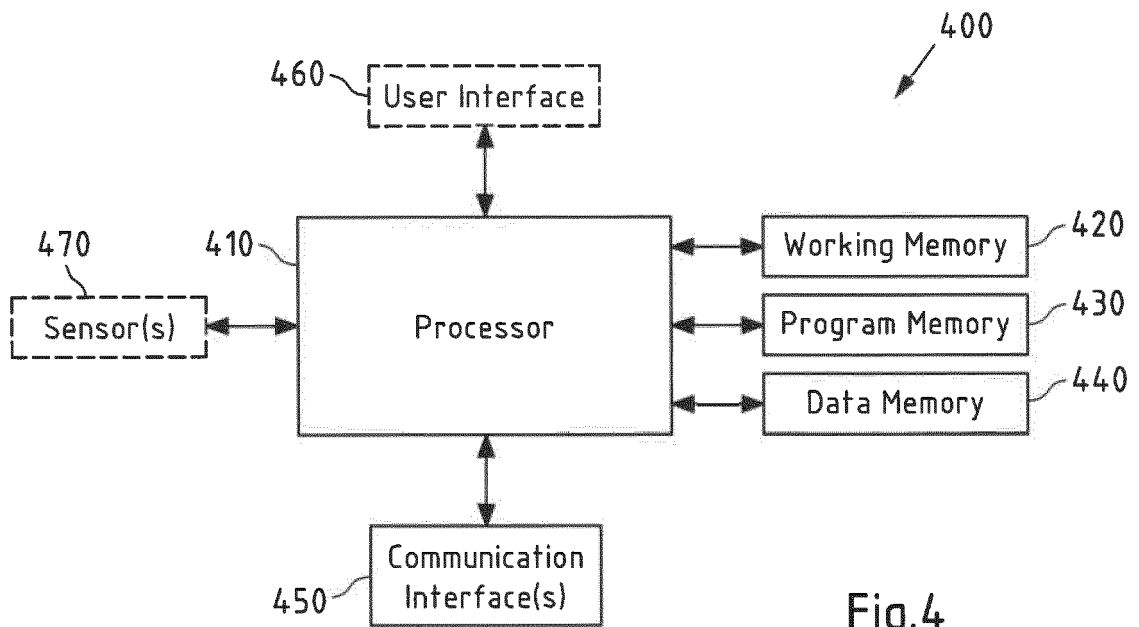 400
460
User Interface
470
410
420
Working Memory
Sensor(s)
Processor
430
Program Memory
440
Data Memory
Communication
Interface(s)
450
Fig.4